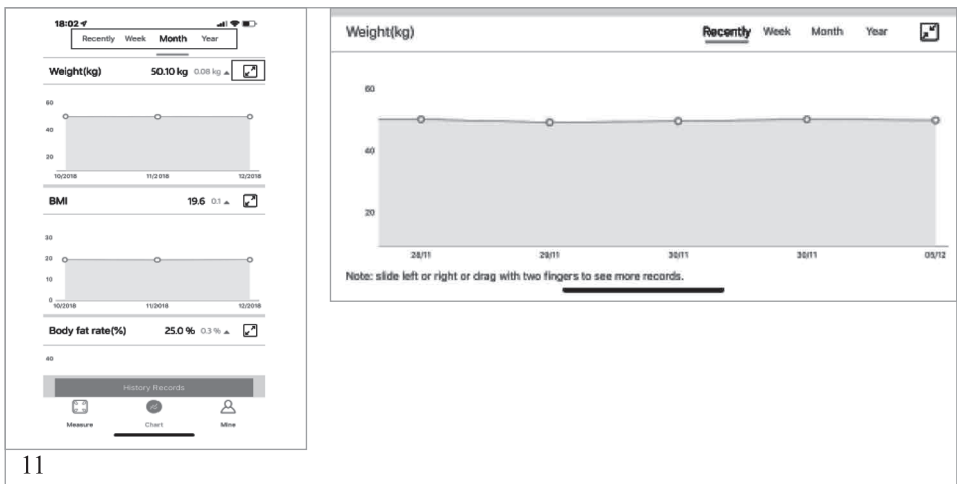 18:02
Recently Week Month Year
Weight(kg) 50.10 kg 0.08 kg
60
40
20
10/2018 11/2018 12/2018
BMI 19.6 0.1
30
20
10
0
10/2018 11/2018 12/2018
Body fat rate(%) 25.0 % 0.3 %
40
History Records
Measure Chart Mine
Weight(kg) Recently Week Month Year
60
40
20
28/11 29/11 30/11 30/11 05/12
Note: slide left or right or drag with two fingers to see more records.
11